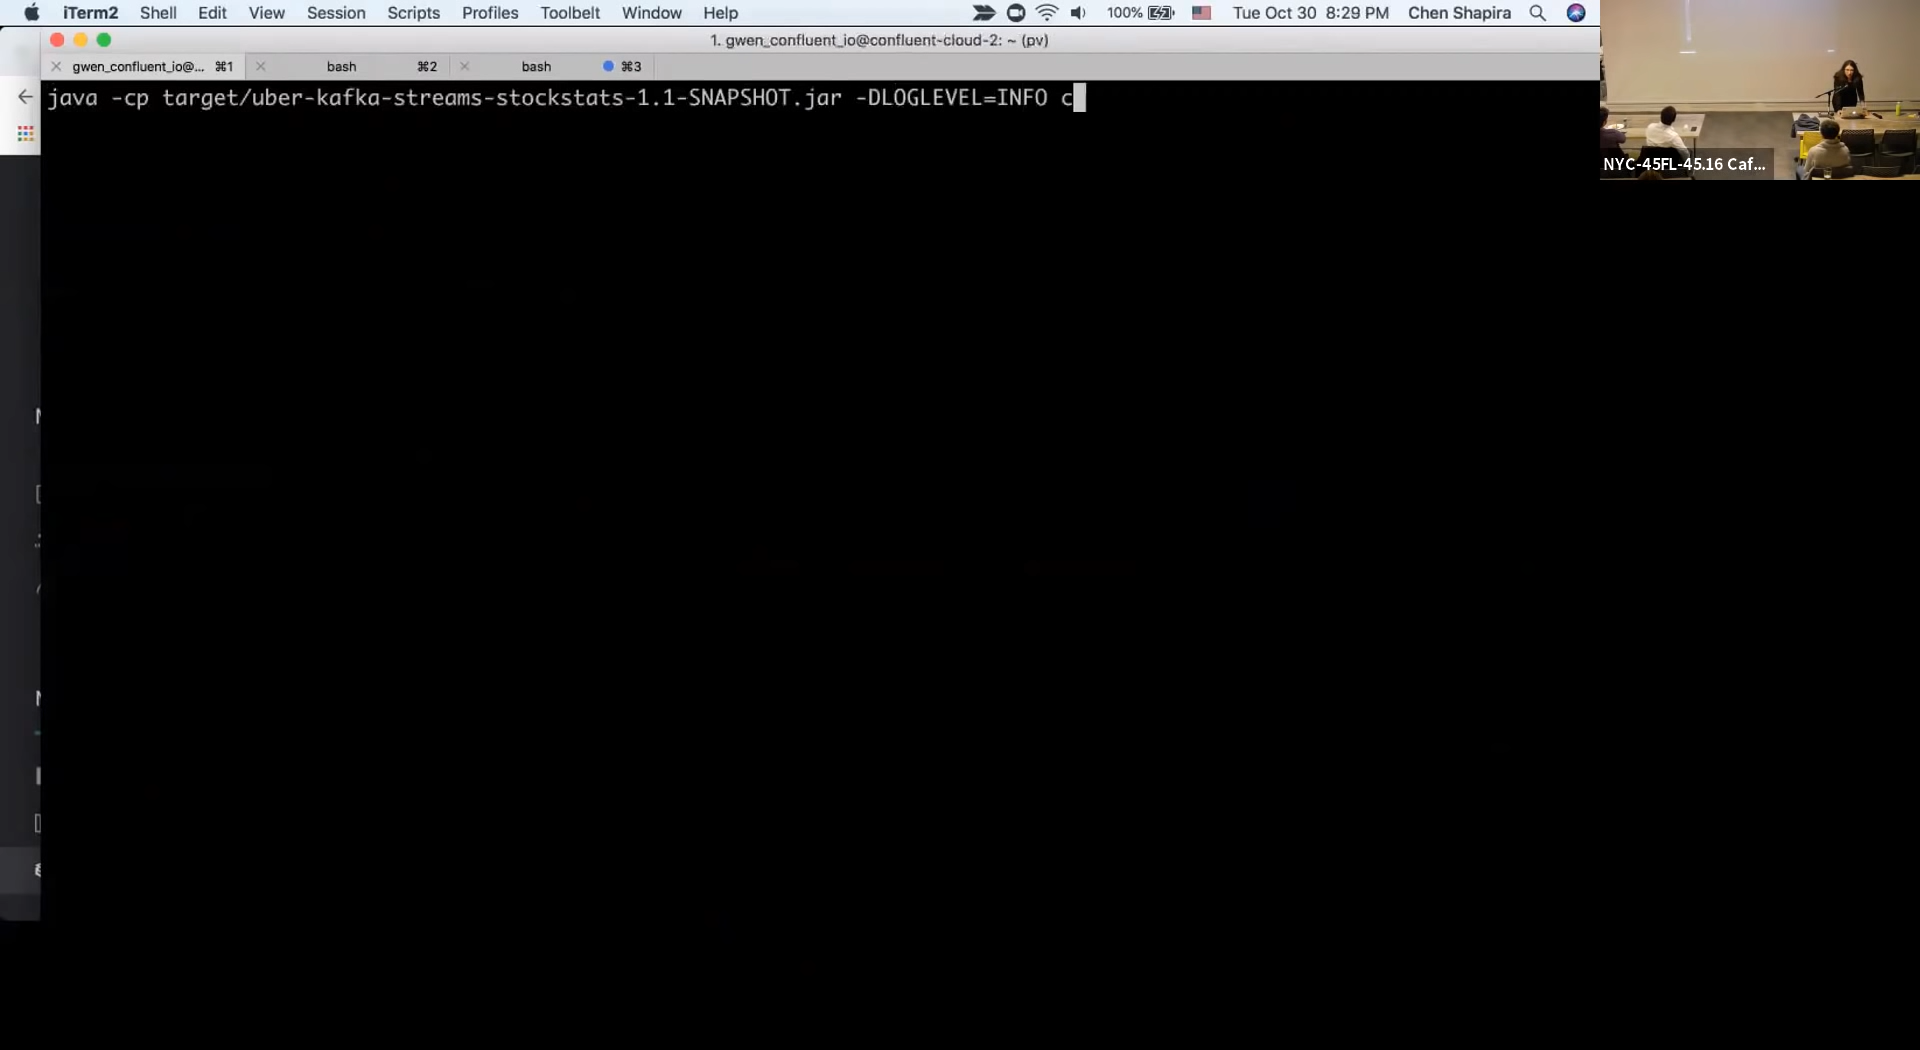 iTerm2 Shell Edit View Session Scripts Profiles Toolbelt Window Help 100% Tue Oct 30 8:29 PM Chen Shapira
1. gwen_confluent_io@confluent-cloud-2: ~ (pv)
gwen_confluent_io@... ⌘1 bash ⌘2 bash ⌘3
java -cp target/uber-kafka-streams-stockstats-1.1-SNAPSHOT.jar -DLOGLEVEL=INFO c
NYC-45FL-45.16 Caf...